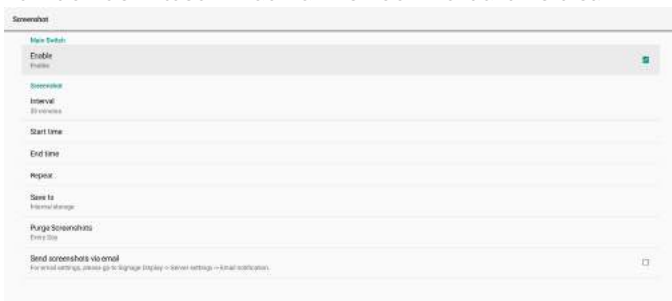 Screenshot
Main Switch
Enable
Enable
Screenshot
Interval
30 minutes
Start time
End time
Repeat
Save to
Internal storage
Purge Screenshots
Every Day
Send screenshots via email
For email settings, please go to Signage Display -> Server settings -> Email notification.